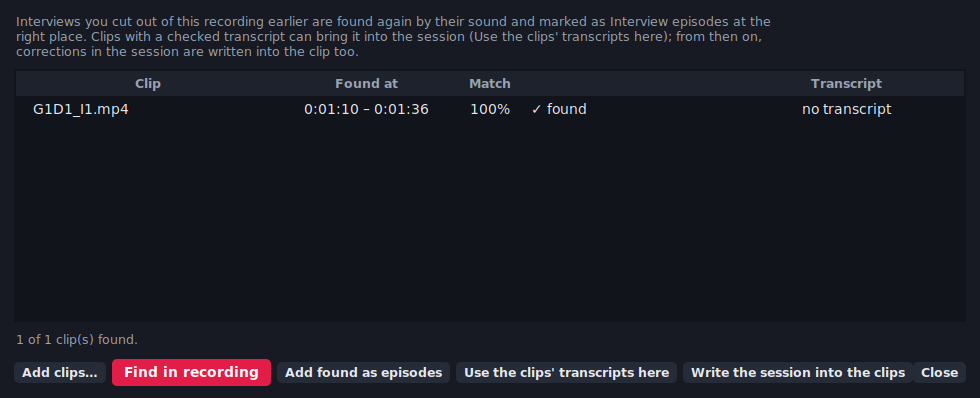 Interviews you cut out of this recording earlier are found again by their sound and marked as Interview episodes at the
right place. Clips with a checked transcript can bring it into the session (Use the clips' transcripts here); from then on,
corrections in the session are written into the clip too.
Clip Found at Match Transcript
G1D1_I1.mp4 0:01:10 – 0:01:36 100% ✓ found no transcript
1 of 1 clip(s) found.
Add clips... Find in recording Add found as episodes Use the clips' transcripts here Write the session into the clips Close